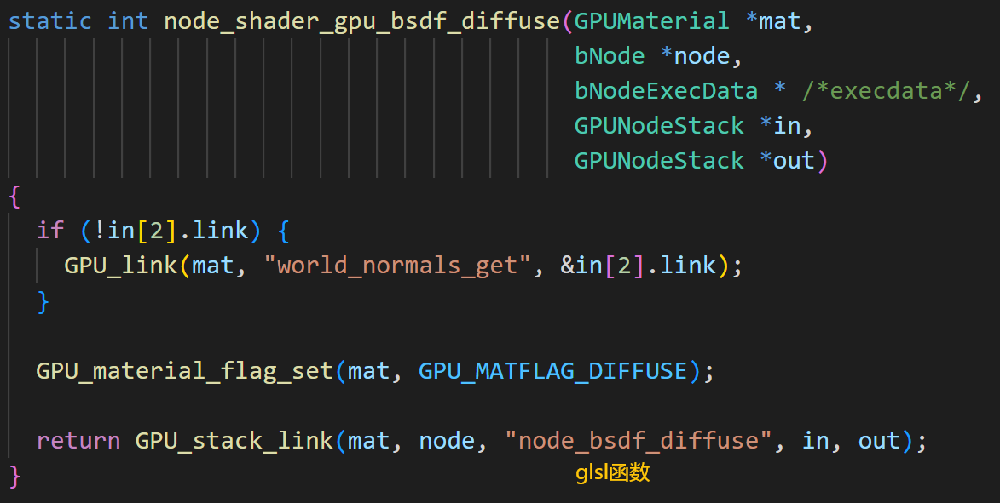 static int node_shader_gpu_bsdf_diffuse(GPUMaterial *mat,
bNode *node,
bNodeExecData * /*execdata*/,
GPUNodeStack *in,
GPUNodeStack *out)
{
if (!in[2].link) {
GPU_link(mat, "world_normals_get", &in[2].link);
}
GPU_material_flag_set(mat, GPU_MATFLAG_DIFFUSE);
return GPU_stack_link(mat, node, "node_bsdf_diffuse", in, out);
glsl函数
}